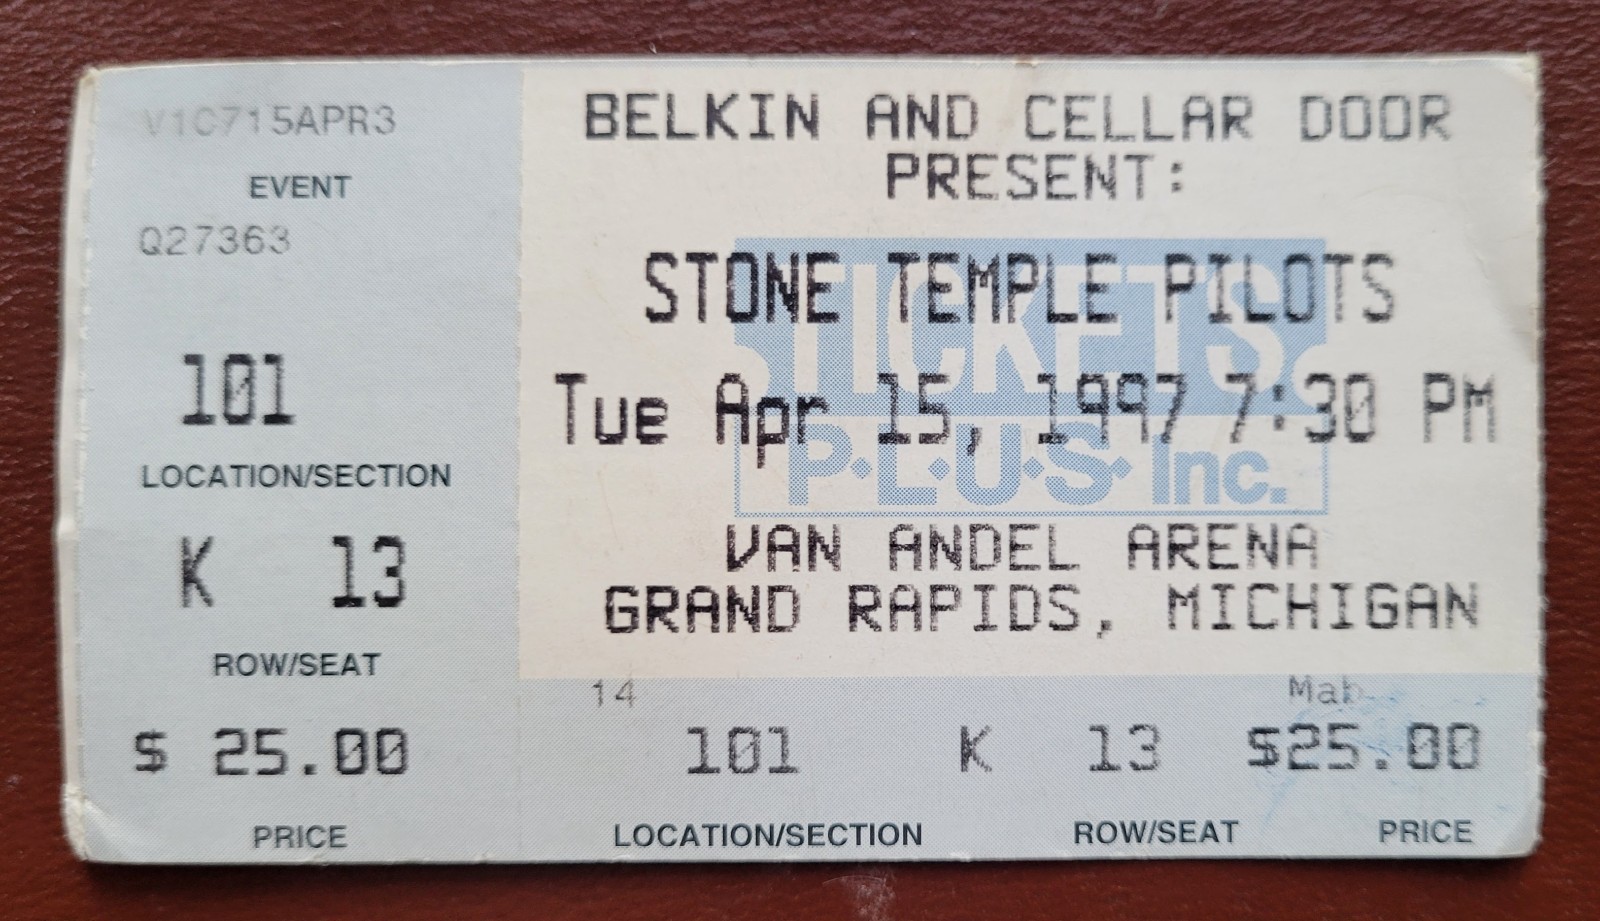 V10715APR3
EVENT
Q27363
101
LOCATION/SECTION
K 13
ROW/SEAT
$ 25.00
PRICE
BELKIN AND CELLAR DOOR
PRESENT:
STONE TEMPLE PILOTS
TICKETS
Tue Apr 15, 1997 7:30 PM
P·L·U·S· Inc.
VAN ANDEL ARENA
GRAND RAPIDS, MICHIGAN
14 Mab
101 K 13 $25.00
LOCATION/SECTION ROW/SEAT PRICE